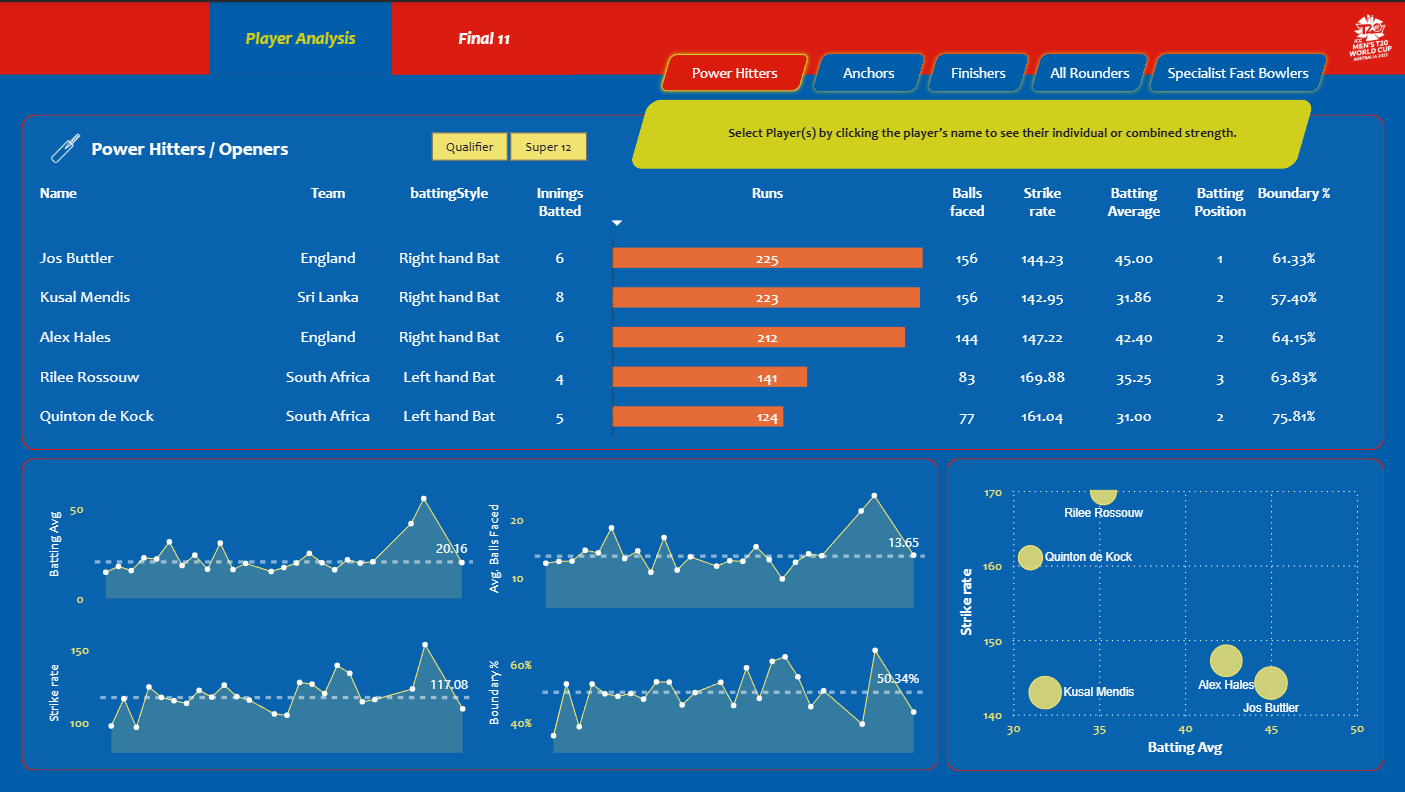 Player Analysis
Final 11
T20
ICC
MEN'S T20
WORLD CUP
AUSTRALIA 2022
Power Hitters
Anchors
Finishers
All Rounders
Specialist Fast Bowlers
Select Player(s) by clicking the player's name to see their individual or combined strength.
Power Hitters / Openers
Qualifier
Super 12
Name Team battingStyle Innings Batted Runs Balls faced Strike rate Batting Average Batting Position Boundary %
Jos Buttler England Right hand Bat 6 225 156 144.23 45.00 1 61.33%
Kusal Mendis Sri Lanka Right hand Bat 8 223 156 142.95 31.86 2 57.40%
Alex Hales England Right hand Bat 6 212 144 147.22 42.40 2 64.15%
Rilee Rossouw South Africa Left hand Bat 4 141 83 169.88 35.25 3 63.83%
Quinton de Kock South Africa Left hand Bat 5 124 77 161.04 31.00 2 75.81%
Batting Avg
50
0
20.16
Avg. Balls Faced
20
10
13.65
Strike rate
150
100
117.08
Boundary %
60%
40%
50.34%
Strike rate
170
160
150
140
Rilee Rossouw
Quinton de Kock
Alex Hales
Kusal Mendis
Jos Buttler
30 35 40 45 50
Batting Avg